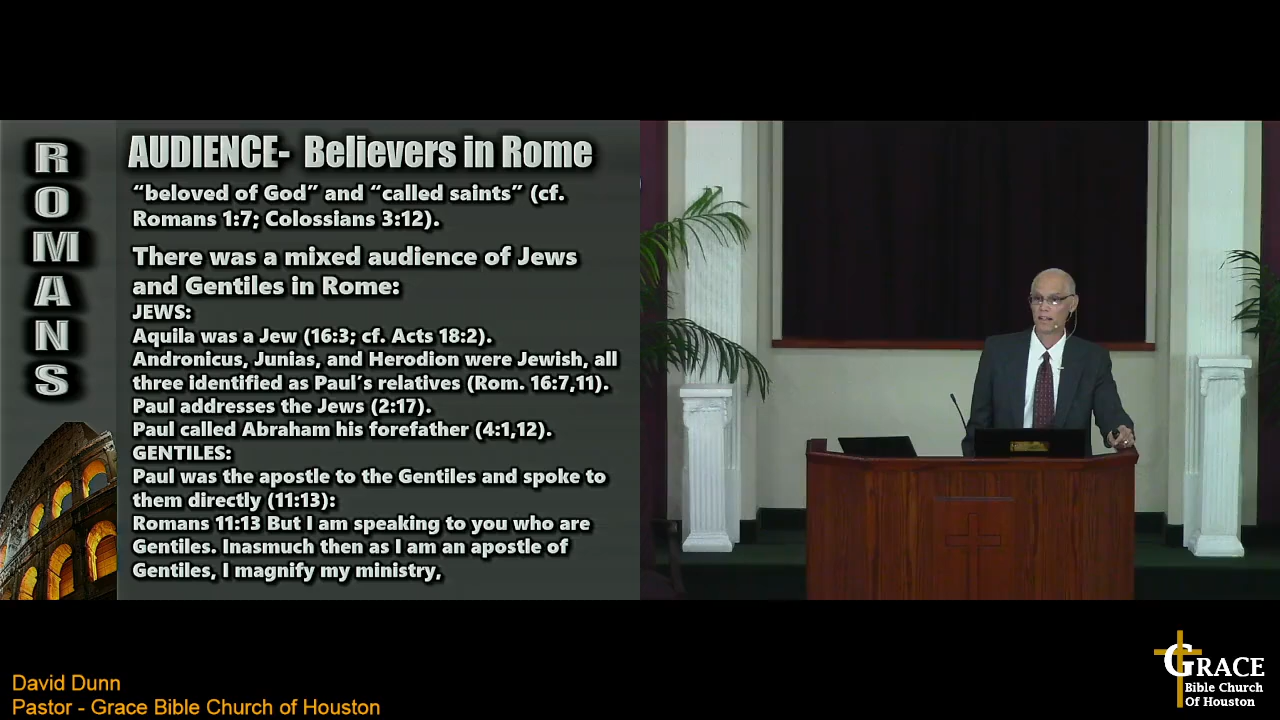 ROMANS
AUDIENCE- Believers in Rome
“beloved of God” and “called saints” (cf.
Romans 1:7; Colossians 3:12).
There was a mixed audience of Jews
and Gentiles in Rome:
JEWS:
Aquila was a Jew (16:3; cf. Acts 18:2).
Andronicus, Junias, and Herodion were Jewish, all
three identified as Paul’s relatives (Rom. 16:7,11).
Paul addresses the Jews (2:17).
Paul called Abraham his forefather (4:1,12).
GENTILES:
Paul was the apostle to the Gentiles and spoke to
them directly (11:13):
Romans 11:13 But I am speaking to you who are
Gentiles. Inasmuch then as I am an apostle of
Gentiles, I magnify my ministry,
David Dunn
Pastor - Grace Bible Church of Houston
GRACE
Bible Church
Of Houston